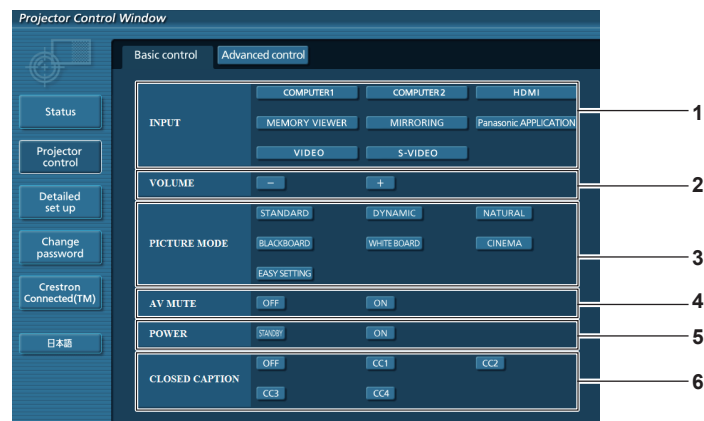 Projector Control Window
Basic control Advanced control
Status
Projector
control
Detailed
set up
Change
password
Crestron
Connected(TM)
日本語
INPUT
COMPUTER1 COMPUTER2 HDMI
MEMORY VIEWER MIRRORING Panasonic APPLICATION
VIDEO S-VIDEO
1
VOLUME - +
2
PICTURE MODE
STANDARD DYNAMIC NATURAL
BLACKBOARD WHITE BOARD CINEMA
EASY SETTING
3
AV MUTE OFF ON
4
POWER STANDBY ON
5
CLOSED CAPTION
OFF CC1 CC2
CC3 CC4
6